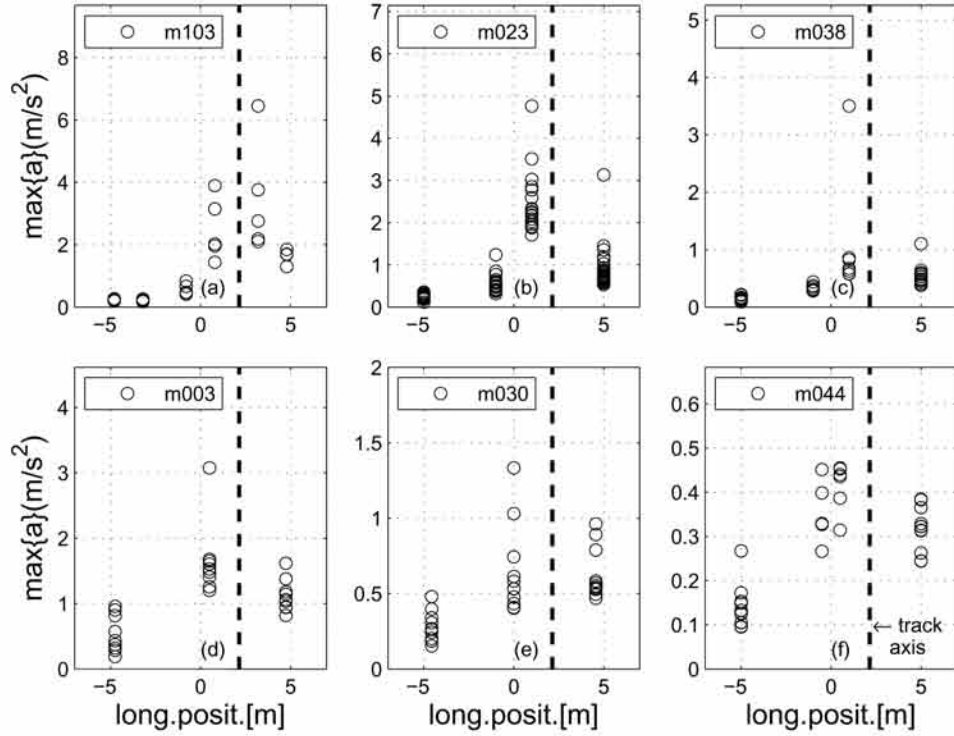 m103
8
6
4
2
0
max{a}(m/s²)
(a)
−5 0 5
m023
7
6
5
4
3
2
1
0
(b)
−5 0 5
m038
5
4
3
2
1
0
(c)
−5 0 5
m003
4
3
2
1
0
max{a}(m/s²)
(d)
−5 0 5
long.posit.[m]
m030
2
1.5
1
0.5
0
(e)
−5 0 5
long.posit.[m]
m044
0.6
0.5
0.4
0.3
0.2
0.1
0
← track
axis
(f)
−5 0 5
long.posit.[m]